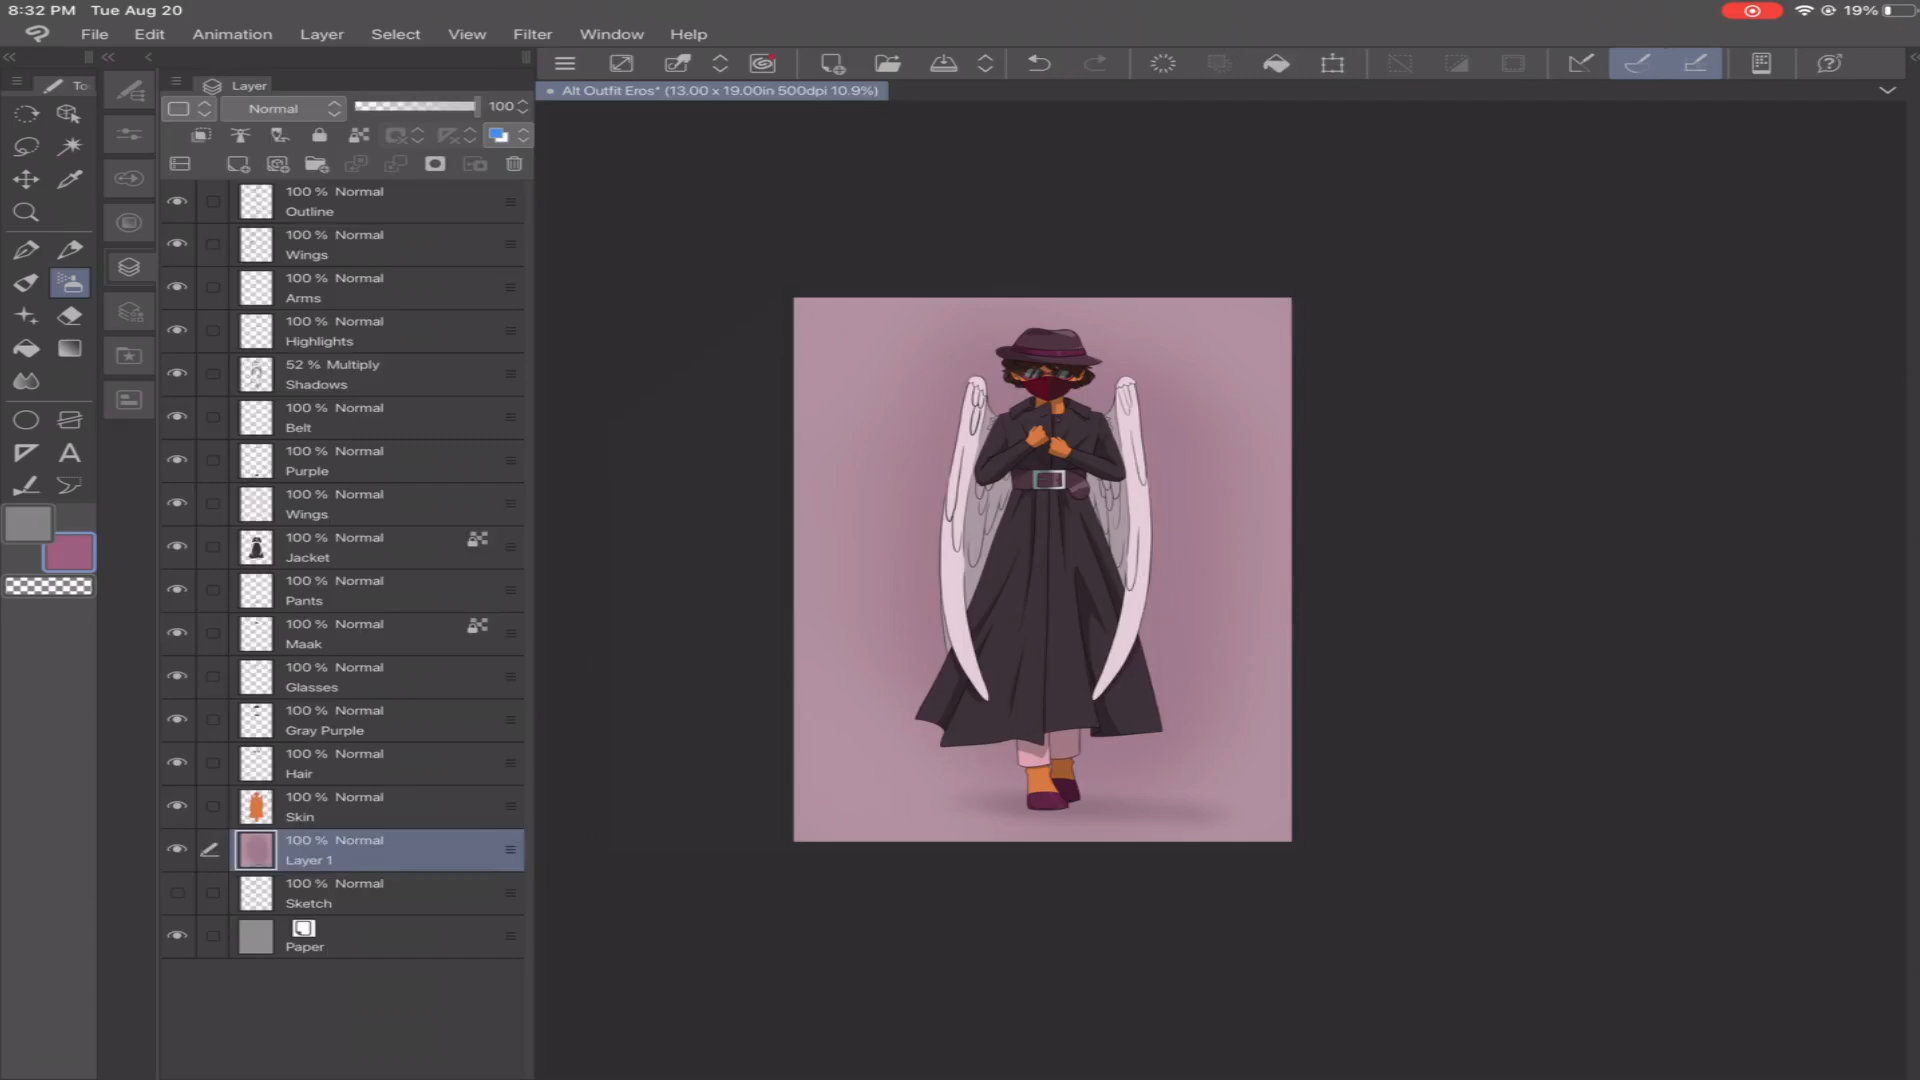 8:32 PM Tue Aug 20
19%
File Edit Animation Layer Select View Filter Window Help
To
Layer
Alt Outfit Eros* (13.00 x 19.00in 500dpi 10.9%)
Normal
100
100 % Normal
Outline
100 % Normal
Wings
100 % Normal
Arms
100 % Normal
Highlights
52 % Multiply
Shadows
100 % Normal
Belt
100 % Normal
Purple
100 % Normal
Wings
100 % Normal
Jacket
100 % Normal
Pants
100 % Normal
Maak
100 % Normal
Glasses
100 % Normal
Gray Purple
100 % Normal
Hair
100 % Normal
Skin
100 % Normal
Layer 1
100 % Normal
Sketch
Paper